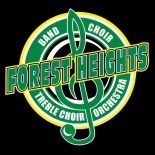 BAND CHOIR
FOREST HEIGHTS
TREBLE CHOIR ORCHESTRA